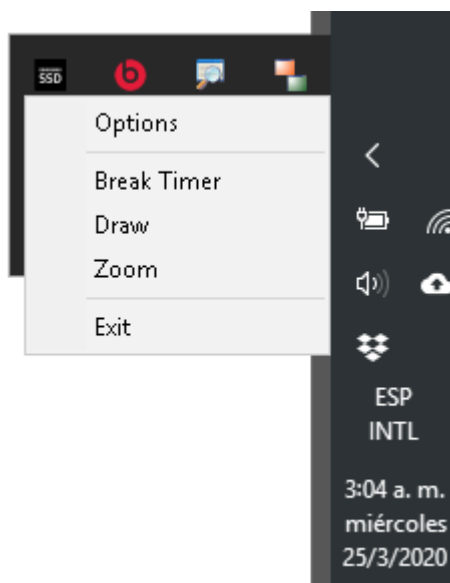 SSD
b
Options
Break Timer
Draw
Zoom
Exit
ESP
INTL
3:04 a. m.
miércoles
25/3/2020